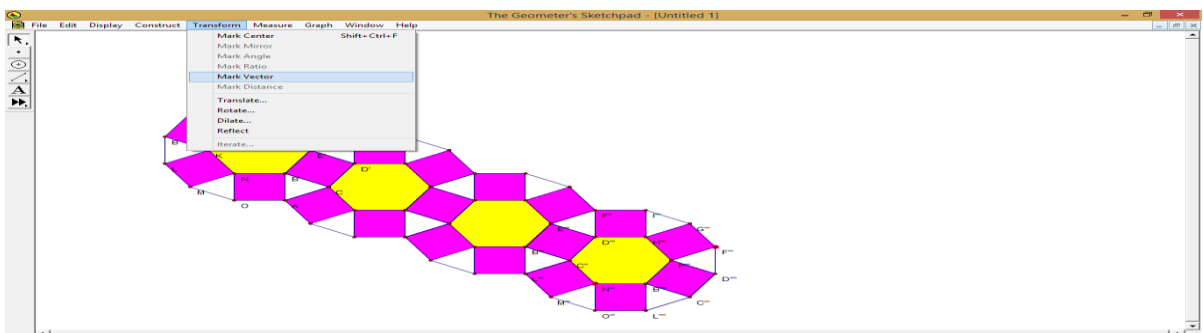 The Geometer's Sketchpad - [Untitled 1]
File Edit Display Construct Transform Measure Graph Window Help
Mark Center Shift+Ctrl+F
Mark Mirror
Mark Angle
Mark Ratio
Mark Vector
Mark Distance
Translate...
Rotate...
Dilate...
Reflect
Iterate...
A
B
K
E
L
D'
N
B
M
C
O
A
G'''
D'''
F'''
C'''
N'''
M'''
O'''
L'''